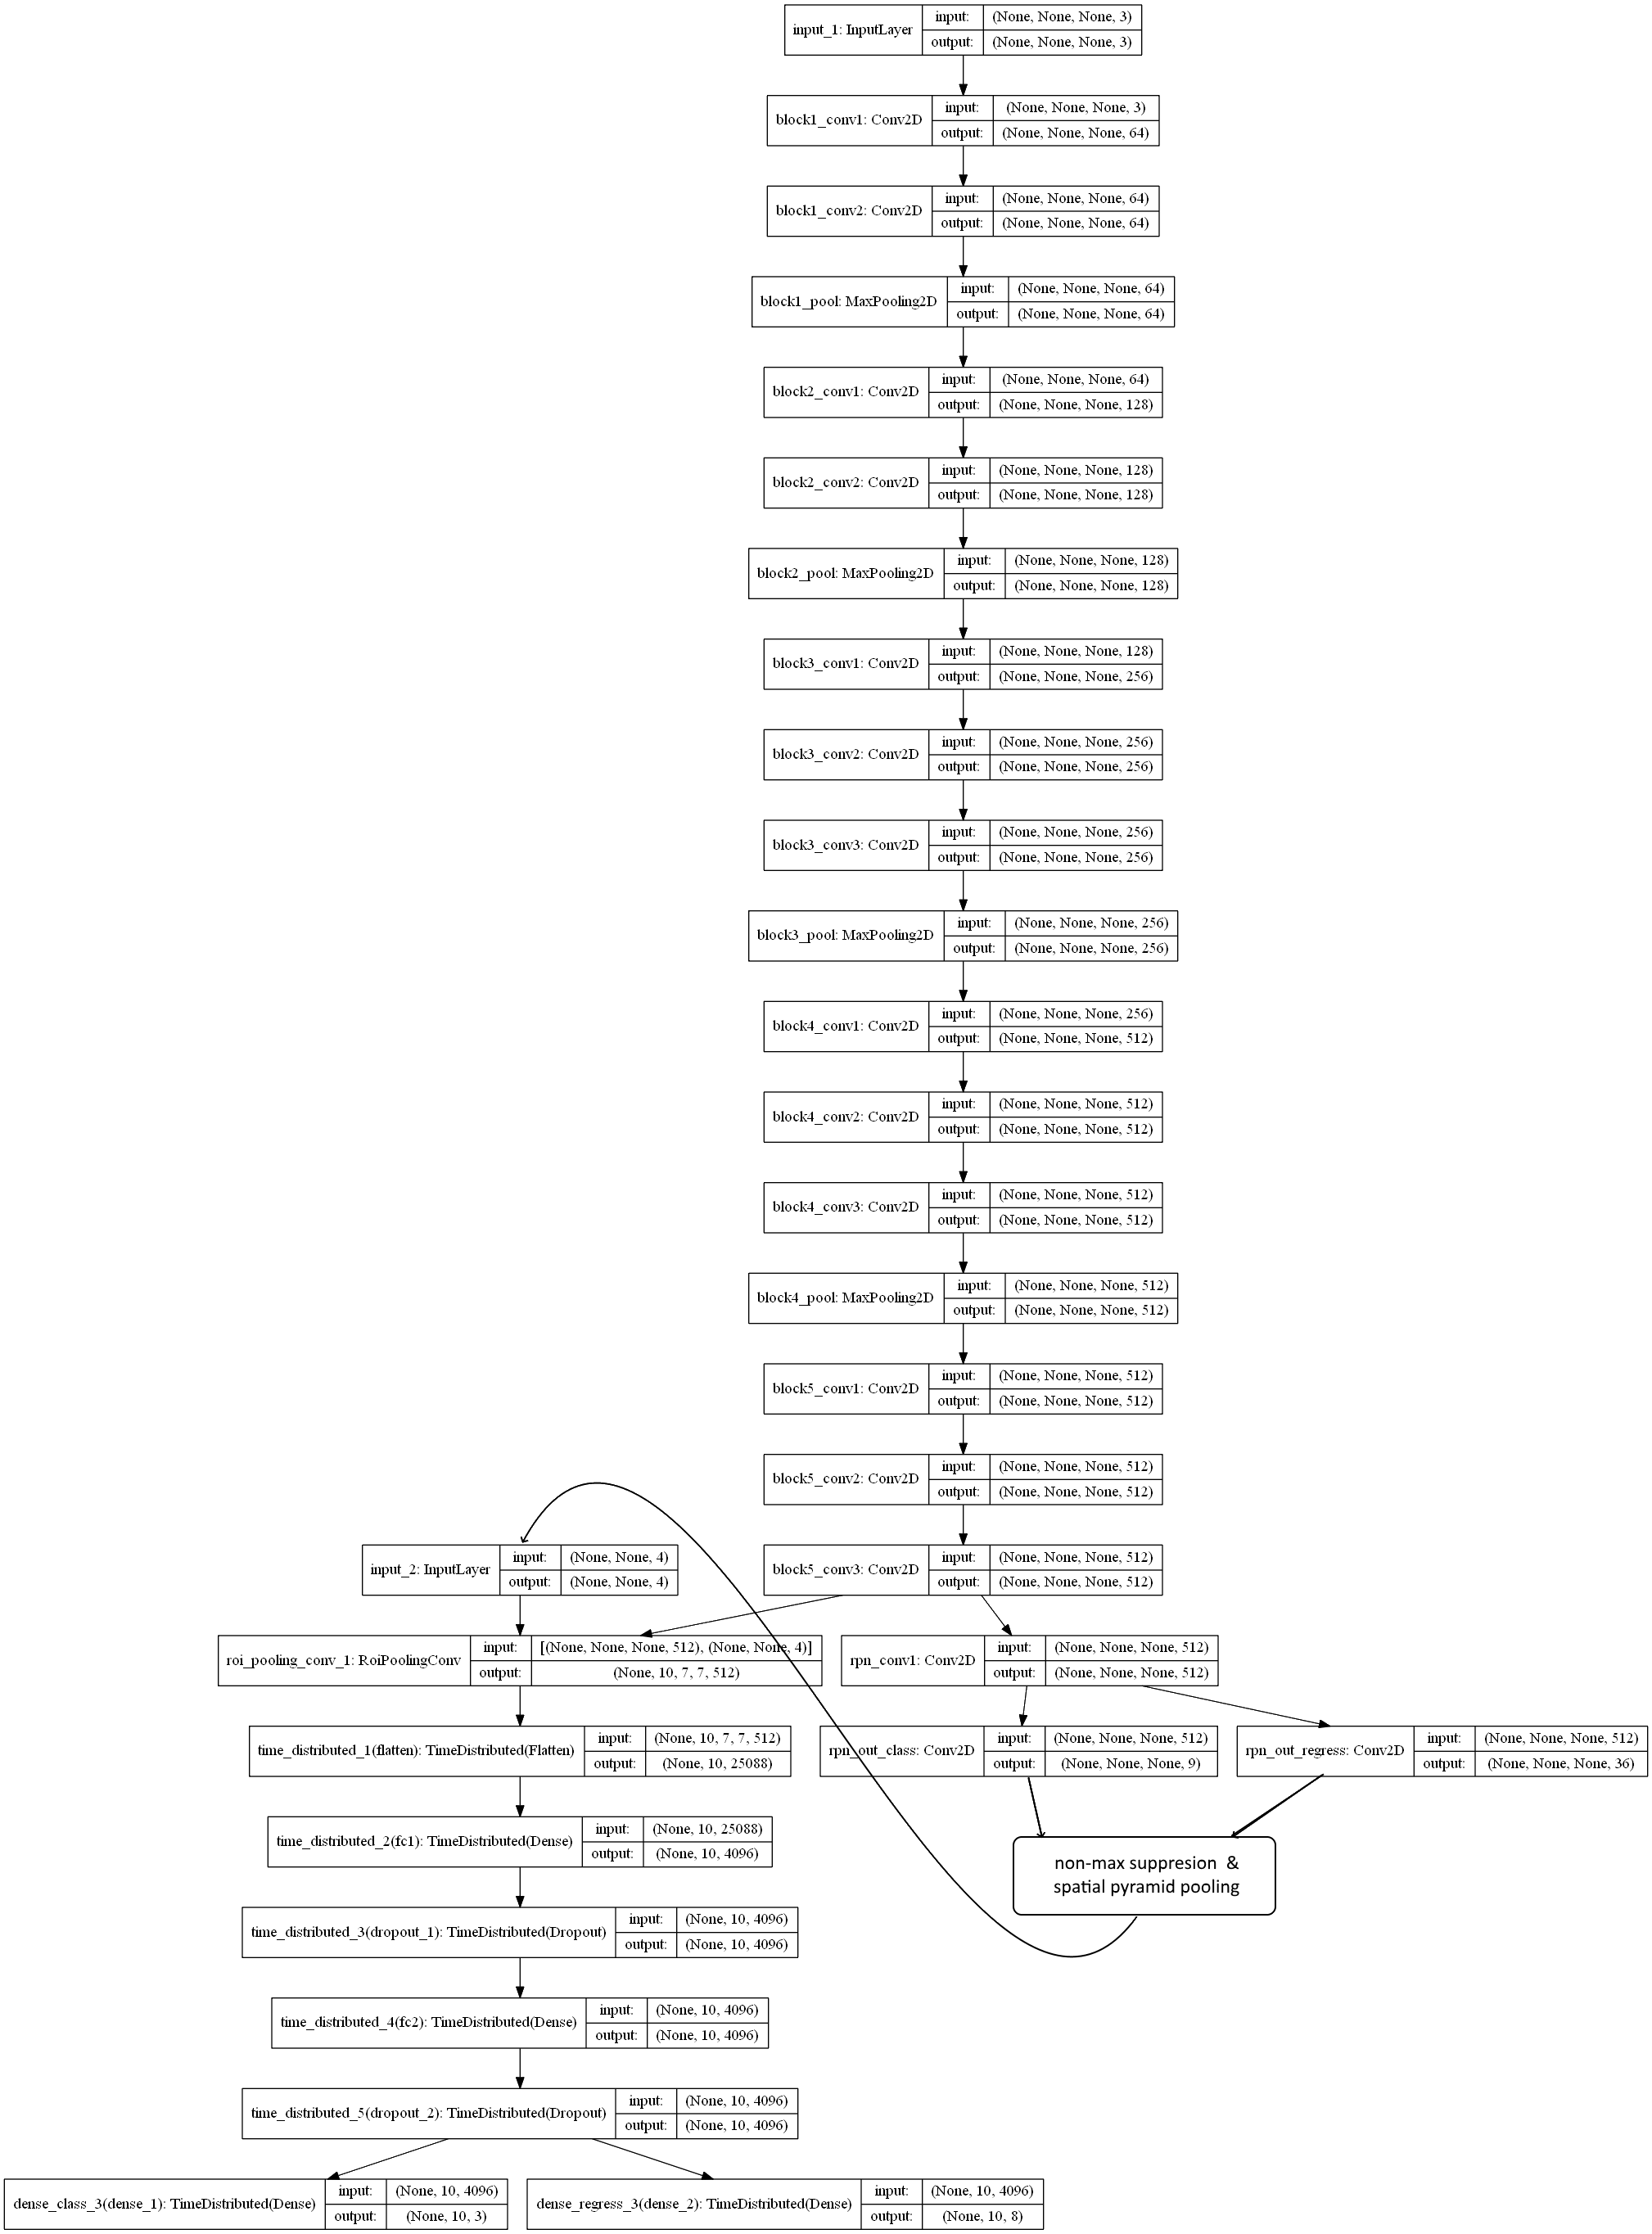 input_1: InputLayer
input: (None, None, None, 3)
output: (None, None, None, 3)
block1_conv1: Conv2D
input: (None, None, None, 3)
output: (None, None, None, 64)
block1_conv2: Conv2D
input: (None, None, None, 64)
output: (None, None, None, 64)
block1_pool: MaxPooling2D
input: (None, None, None, 64)
output: (None, None, None, 64)
block2_conv1: Conv2D
input: (None, None, None, 64)
output: (None, None, None, 128)
block2_conv2: Conv2D
input: (None, None, None, 128)
output: (None, None, None, 128)
block2_pool: MaxPooling2D
input: (None, None, None, 128)
output: (None, None, None, 128)
block3_conv1: Conv2D
input: (None, None, None, 128)
output: (None, None, None, 256)
block3_conv2: Conv2D
input: (None, None, None, 256)
output: (None, None, None, 256)
block3_conv3: Conv2D
input: (None, None, None, 256)
output: (None, None, None, 256)
block3_pool: MaxPooling2D
input: (None, None, None, 256)
output: (None, None, None, 256)
block4_conv1: Conv2D
input: (None, None, None, 256)
output: (None, None, None, 512)
block4_conv2: Conv2D
input: (None, None, None, 512)
output: (None, None, None, 512)
block4_conv3: Conv2D
input: (None, None, None, 512)
output: (None, None, None, 512)
block4_pool: MaxPooling2D
input: (None, None, None, 512)
output: (None, None, None, 512)
block5_conv1: Conv2D
input: (None, None, None, 512)
output: (None, None, None, 512)
block5_conv2: Conv2D
input: (None, None, None, 512)
output: (None, None, None, 512)
input_2: InputLayer
input: (None, None, 4)
output: (None, None, 4)
block5_conv3: Conv2D
input: (None, None, None, 512)
output: (None, None, None, 512)
roi_pooling_conv_1: RoiPoolingConv
input: [(None, None, None, 512), (None, None, 4)]
output: (None, 10, 7, 7, 512)
rpn_conv1: Conv2D
input: (None, None, None, 512)
output: (None, None, None, 512)
time_distributed_1(flatten): TimeDistributed(Flatten)
input: (None, 10, 7, 7, 512)
output: (None, 10, 25088)
rpn_out_class: Conv2D
input: (None, None, None, 512)
output: (None, None, None, 9)
rpn_out_regress: Conv2D
input: (None, None, None, 512)
output: (None, None, None, 36)
time_distributed_2(fc1): TimeDistributed(Dense)
input: (None, 10, 25088)
output: (None, 10, 4096)
non-max suppresion &
spatial pyramid pooling
time_distributed_3(dropout_1): TimeDistributed(Dropout)
input: (None, 10, 4096)
output: (None, 10, 4096)
time_distributed_4(fc2): TimeDistributed(Dense)
input: (None, 10, 4096)
output: (None, 10, 4096)
time_distributed_5(dropout_2): TimeDistributed(Dropout)
input: (None, 10, 4096)
output: (None, 10, 4096)
dense_class_3(dense_1): TimeDistributed(Dense)
input: (None, 10, 4096)
output: (None, 10, 3)
dense_regress_3(dense_2): TimeDistributed(Dense)
input: (None, 10, 4096)
output: (None, 10, 8)